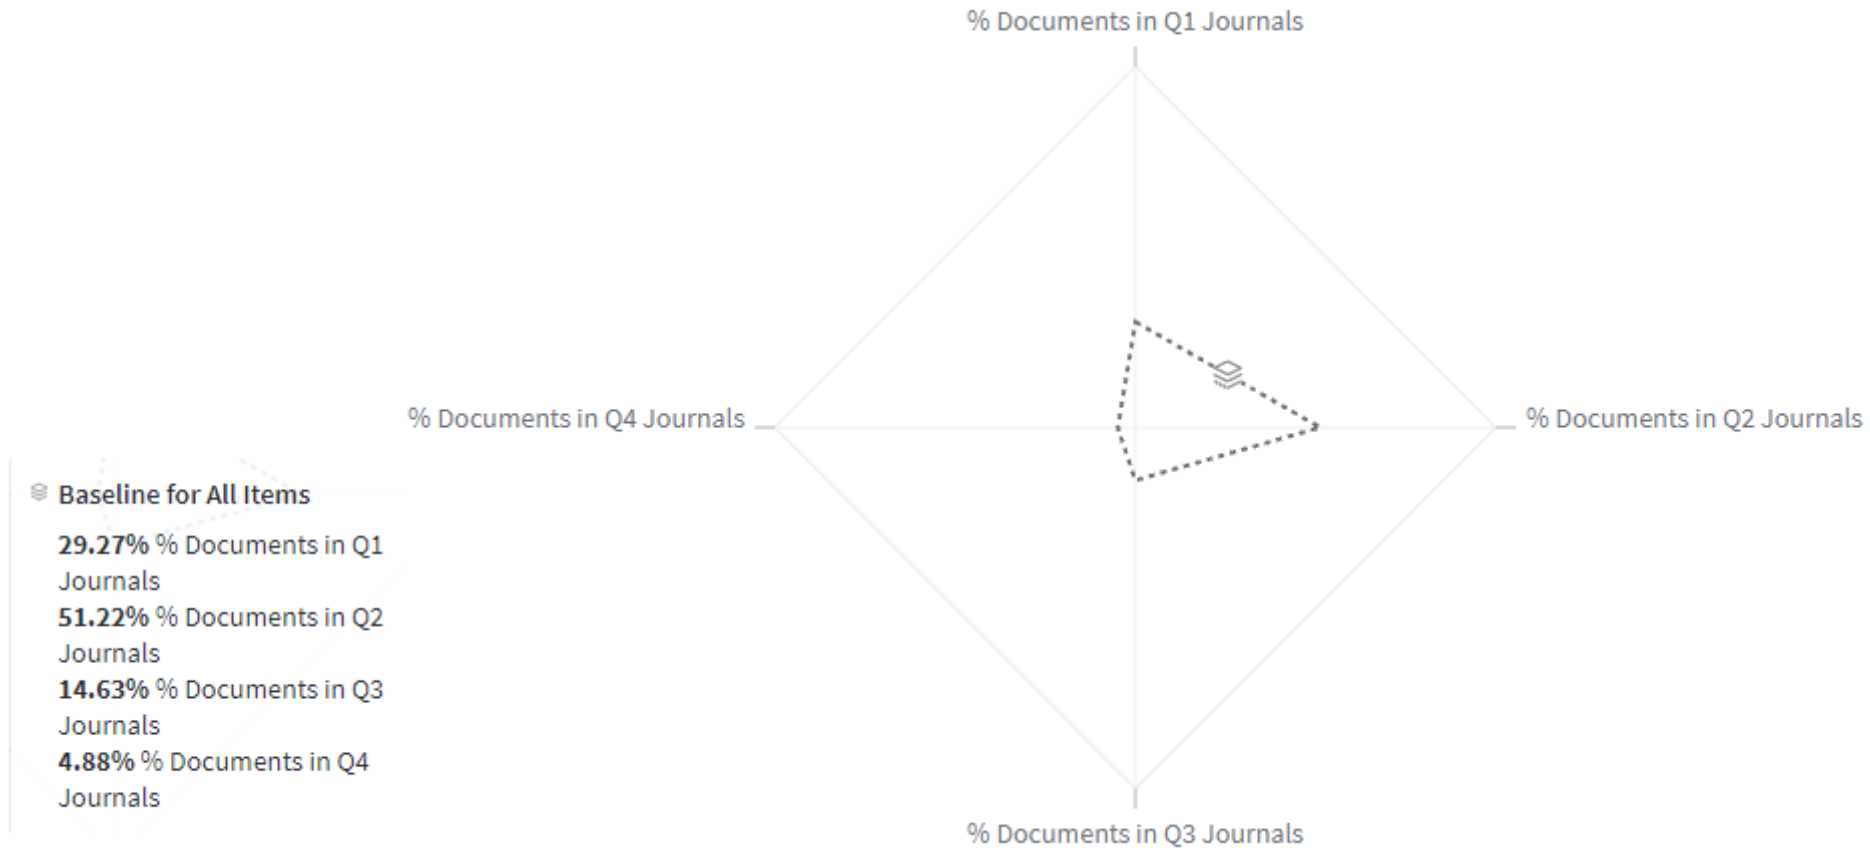 % Documents in Q1 Journals
% Documents in Q4 Journals
% Documents in Q2 Journals
Baseline for All Items
29.27% % Documents in Q1
Journals
51.22% % Documents in Q2
Journals
14.63% % Documents in Q3
Journals
4.88% % Documents in Q4
Journals
% Documents in Q3 Journals